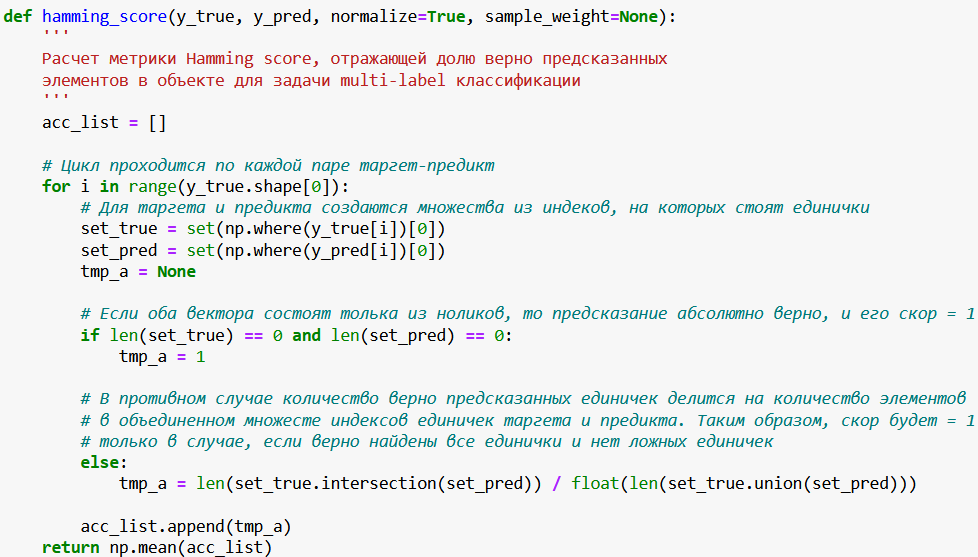 def hamming_score(y_true, y_pred, normalize=True, sample_weight=None):
    '''
    Расчет метрики Hamming score, отражающей долю верно предсказанных
    элементов в объекте для задачи multi-label классификации
    '''
    acc_list = []

    # Цикл проходится по каждой паре таргет-предикт
    for i in range(y_true.shape[0]):
        # Для таргета и предикта создаются множества из индеков, на которых стоят единички
        set_true = set(np.where(y_true[i])[0])
        set_pred = set(np.where(y_pred[i])[0])
        tmp_a = None

        # Если оба вектора состоят только из ноликов, то предсказание абсолютно верно, и его скор = 1
        if len(set_true) == 0 and len(set_pred) == 0:
            tmp_a = 1

        # В противном случае количество верно предсказанных единичек делится на количество элементов
        # в объединенном множесте индексов единичек таргета и предикта. Таким образом, скор будет = 1
        # только в случае, если верно найдены все единички и нет ложных единичек
        else:
            tmp_a = len(set_true.intersection(set_pred)) / float(len(set_true.union(set_pred)))

        acc_list.append(tmp_a)
    return np.mean(acc_list)